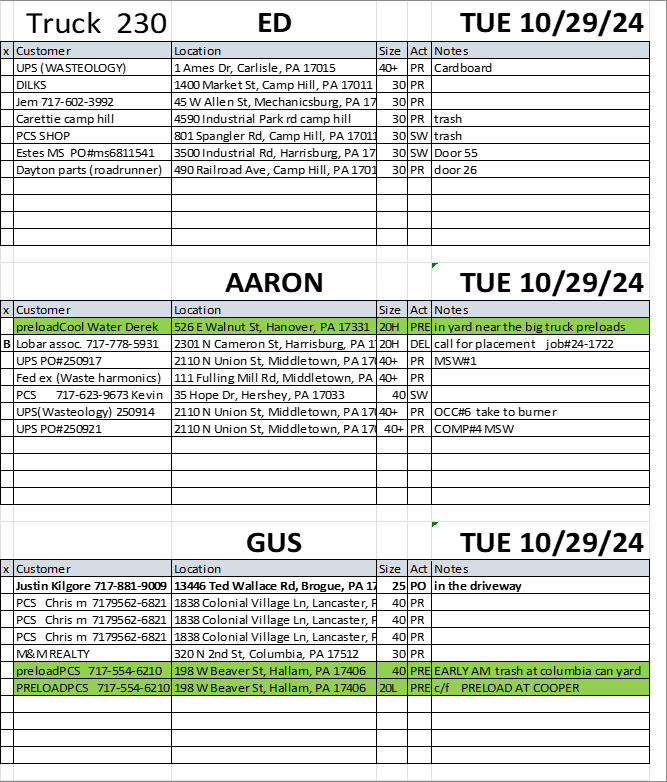 Truck 230 ED TUE 10/29/24
x Customer Location Size Act Notes
UPS (WASTEOLOGY) 1 Ames Dr, Carlisle, PA 17015 40+ PR Cardboard
DILKS 1400 Market St, Camp Hill, PA 17011 30 PR
Jem 717-602-3992 45 W Allen St, Mechanicsburg, PA 17 30 PR
Carettie camp hill 4590 Industrial Park rd camp hill 30 PR trash
PCS SHOP 801 Spangler Rd, Camp Hill, PA 17011 30 SW trash
Estes MS PO#ms6811541 3500 Industrial Rd, Harrisburg, PA 17 30 SW Door 55
Dayton parts (roadrunner) 490 Railroad Ave, Camp Hill, PA 1701 30 PR door 26
AARON TUE 10/29/24
x Customer Location Size Act Notes
preloadCool Water Derek 526 E Walnut St, Hanover, PA 17331 20H PRE in yard near the big truck preloads
B Lobar assoc. 717-778-5931 2301 N Cameron St, Harrisburg, PA 1 20H DEL call for placement job#24-1722
UPS PO#250917 2110 N Union St, Middletown, PA 170 40+ PR MSW#1
Fed ex (Waste harmonics) 111 Fulling Mill Rd, Middletown, PA 40+ PR
PCS 717-623-9673 Kevin 35 Hope Dr, Hershey, PA 17033 40 SW
UPS(Wasteology) 250914 2110 N Union St, Middletown, PA 170 40+ PR OCC#6 take to burner
UPS PO#250921 2110 N Union St, Middletown, PA 170 40+ PR COMP#4 MSW
GUS TUE 10/29/24
x Customer Location Size Act Notes
Justin Kilgore 717-881-9009 13446 Ted Wallace Rd, Brogue, PA 17 25 PO in the driveway
PCS Chris m 7179562-6821 1838 Colonial Village Ln, Lancaster, P 40 PR
PCS Chris m 7179562-6821 1838 Colonial Village Ln, Lancaster, P 40 PR
PCS Chris m 7179562-6821 1838 Colonial Village Ln, Lancaster, P 40 PR
M&M REALTY 320 N 2nd St, Columbia, PA 17512 30 PR
preloadPCS 717-554-6210 198 W Beaver St, Hallam, PA 17406 40 PRE EARLY AM trash at columbia can yard
PRELOADPCS 717-554-6210 198 W Beaver St, Hallam, PA 17406 20L PRE c/f PRELOAD AT COOPER